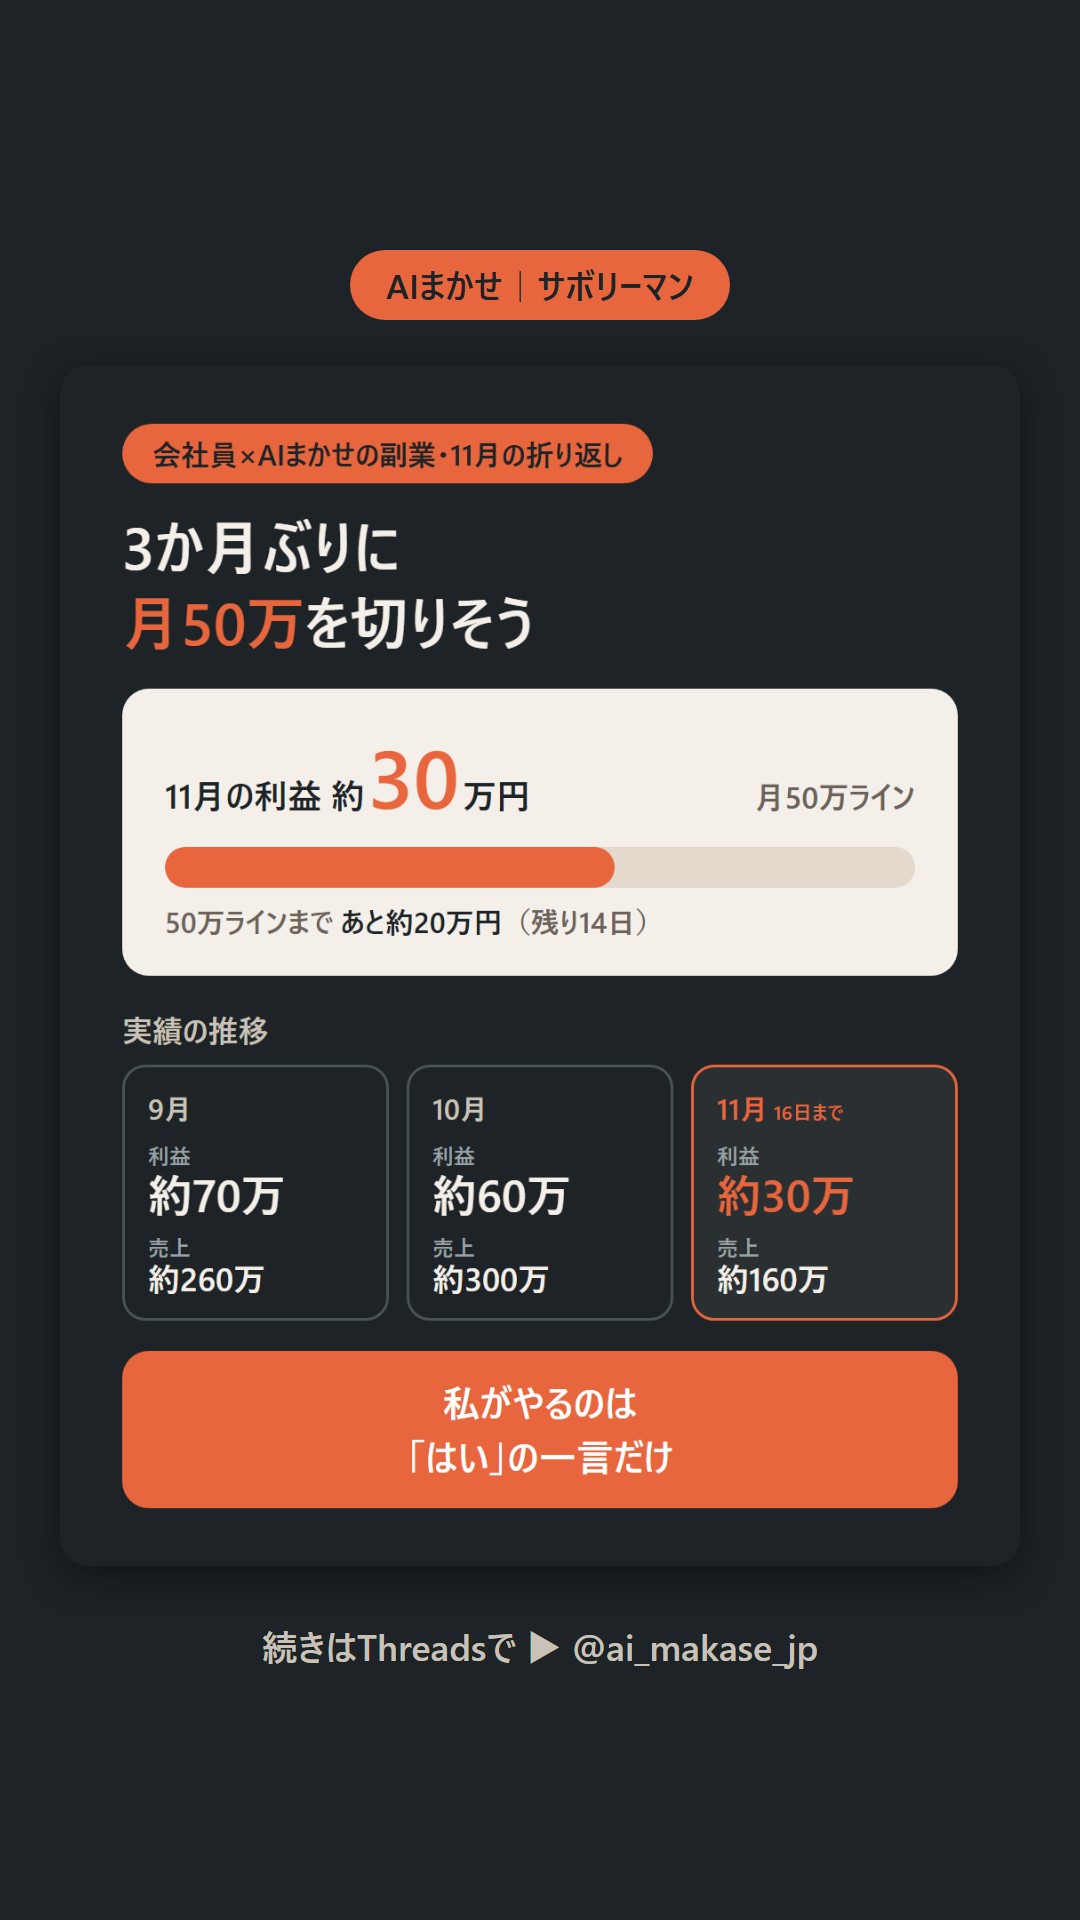 AIまかせ｜サボリーマン
会社員×AIまかせの副業・11月の折り返し
3か月ぶりに
月50万を切りそう
11月の利益 約30万円
月50万ライン
50万ラインまで あと約20万円（残り14日）
実績の推移
9月
利益
約70万
売上
約260万
10月
利益
約60万
売上
約300万
11月 16日まで
利益
約30万
売上
約160万
私がやるのは
「はい」の一言だけ
続きはThreadsで ▶ @ai_makase_jp